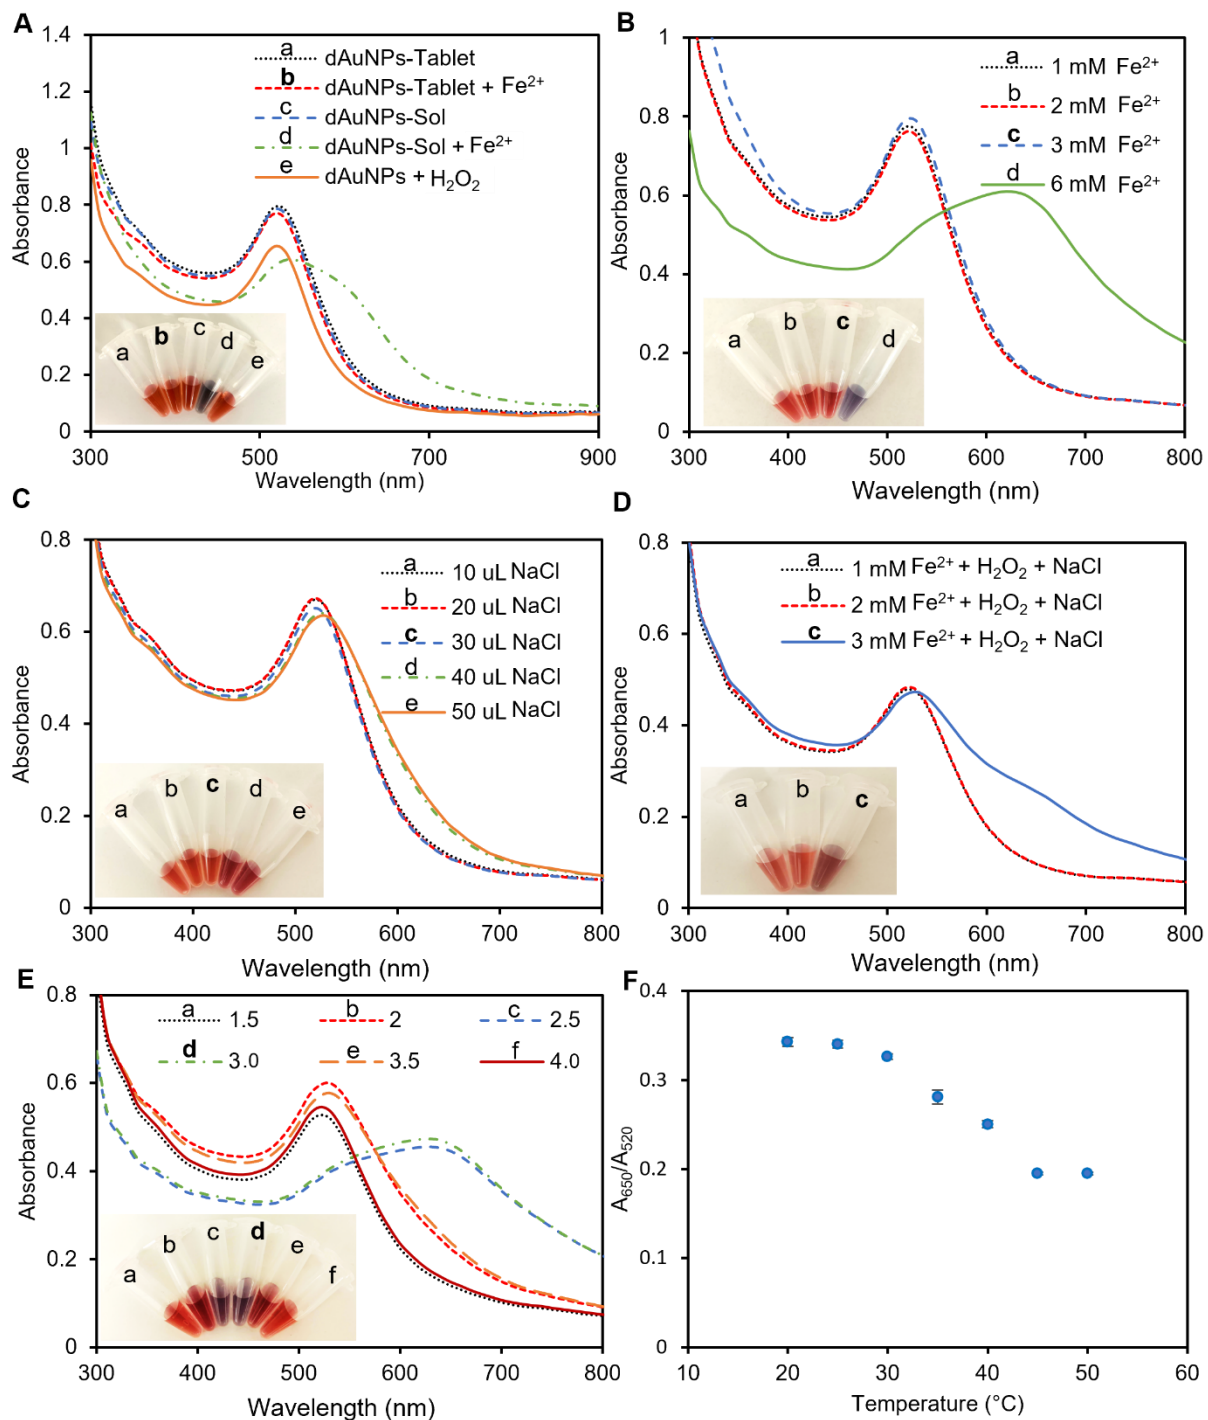 A
Absorbance
1.4
1.2
1
0.8
0.6
0.4
0.2
0
300
500
700
900
Wavelength (nm)
a dAuNPs-Tablet
b dAuNPs-Tablet + Fe²⁺
c dAuNPs-Sol
d dAuNPs-Sol + Fe²⁺
e dAuNPs + H₂O₂
a b c d e
B
Absorbance
1
0.8
0.6
0.4
0.2
0
300 400 500 600 700 800
Wavelength (nm)
a 1 mM Fe²⁺
b 2 mM Fe²⁺
c 3 mM Fe²⁺
d 6 mM Fe²⁺
a b c d
C
Absorbance
0.8
0.6
0.4
0.2
0
300 400 500 600 700 800
Wavelength (nm)
a 10 uL NaCl
b 20 uL NaCl
c 30 uL NaCl
d 40 uL NaCl
e 50 uL NaCl
a b c d e
D
Absorbance
0.8
0.6
0.4
0.2
0
300 400 500 600 700 800
Wavelength (nm)
a 1 mM Fe²⁺ + H₂O₂ + NaCl
b 2 mM Fe²⁺ + H₂O₂ + NaCl
c 3 mM Fe²⁺ + H₂O₂ + NaCl
a b c
E
Absorbance
0.8
0.6
0.4
0.2
0
300 400 500 600 700 800
Wavelength (nm)
a 1.5 b 2 c 2.5
d 3.0 e 3.5 f 4.0
a b c d e f
F
A₆₅₀/A₅₂₀
0.4
0.3
0.2
0.1
0
10 20 30 40 50 60
Temperature (°C)